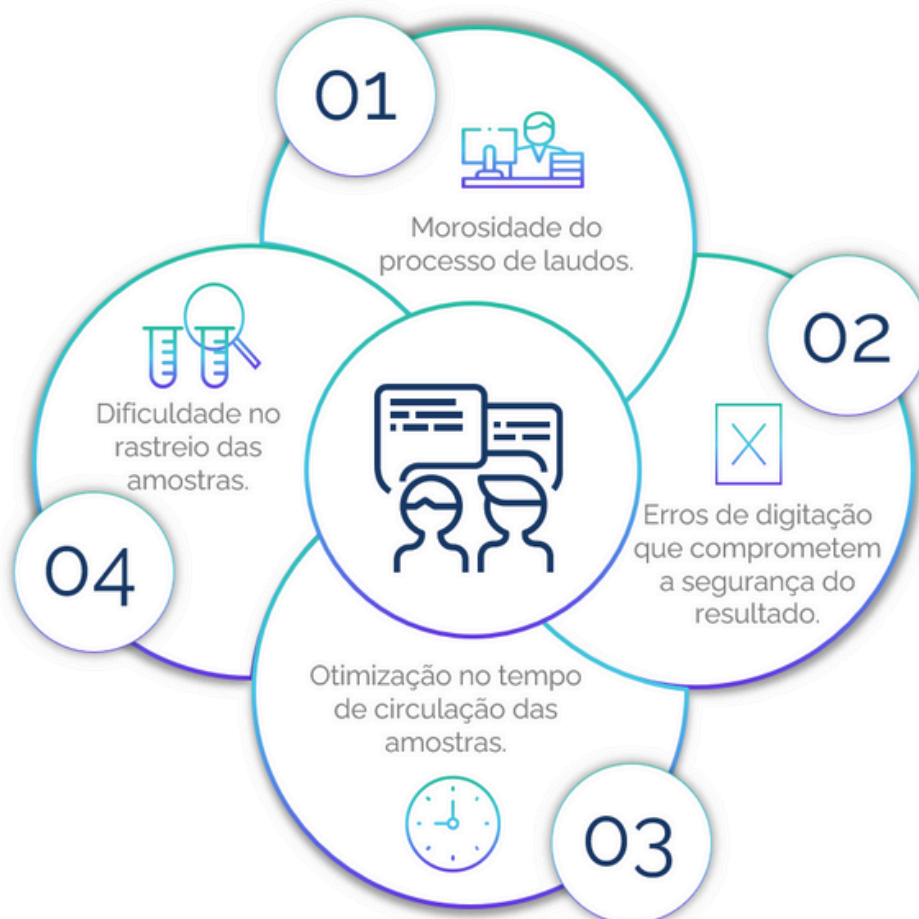 01
Morosidade do
processo de laudos.
02
Erros de digitação
que comprometem
a segurança do
resultado.
Otimização no tempo
de circulação das
amostras.
03
Dificuldade no
rastreio das
amostras.
04